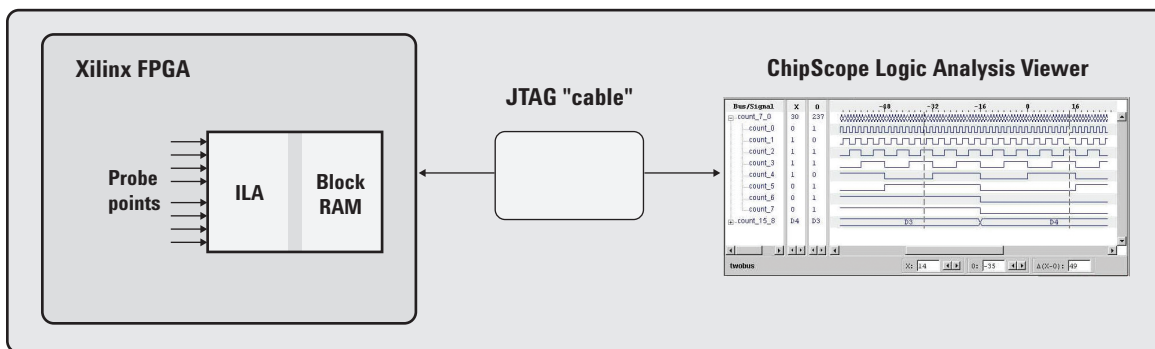 Xilinx FPGA
Probe
points
ILA
Block
RAM
JTAG "cable"
ChipScope Logic Analysis Viewer
Bus/Signal X O -48 -32 -16 0 16
count_7_0 30 237
count_0 0 1
count_1 1 0
count_2 1 1
count_3 1 1
count_4 1 0
count_5 0 1
count_6 0 1
count_7 0 1
count_15_8 D4 D3 D3 D4
twobus X: 14 O: -35 Δ(X-O): 49